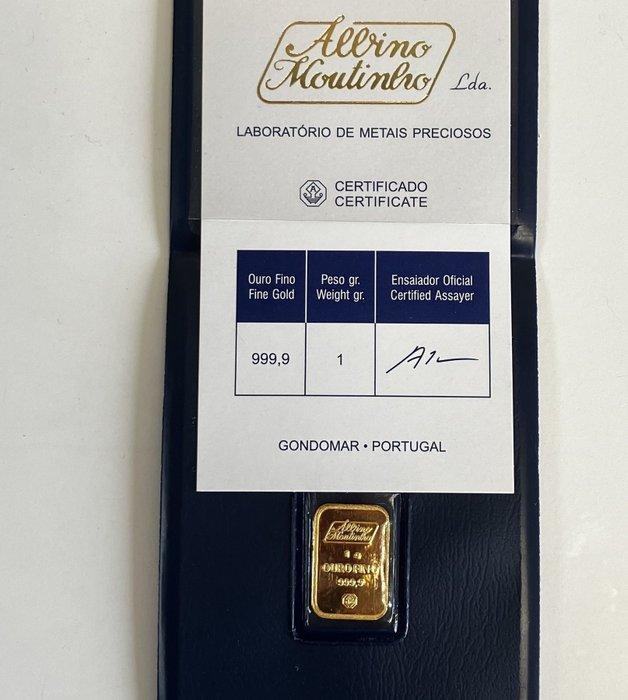 Albino
Moutinho Lda.
LABORATÓRIO DE METAIS PRECIOSOS
CERTIFICADO
CERTIFICATE
Ouro Fino
Fine Gold
Peso gr.
Weight gr.
Ensaiador Oficial
Certified Assayer
999,9
1
GONDOMAR • PORTUGAL
Albino
Moutinho
1 g
OURO FINO
999,9